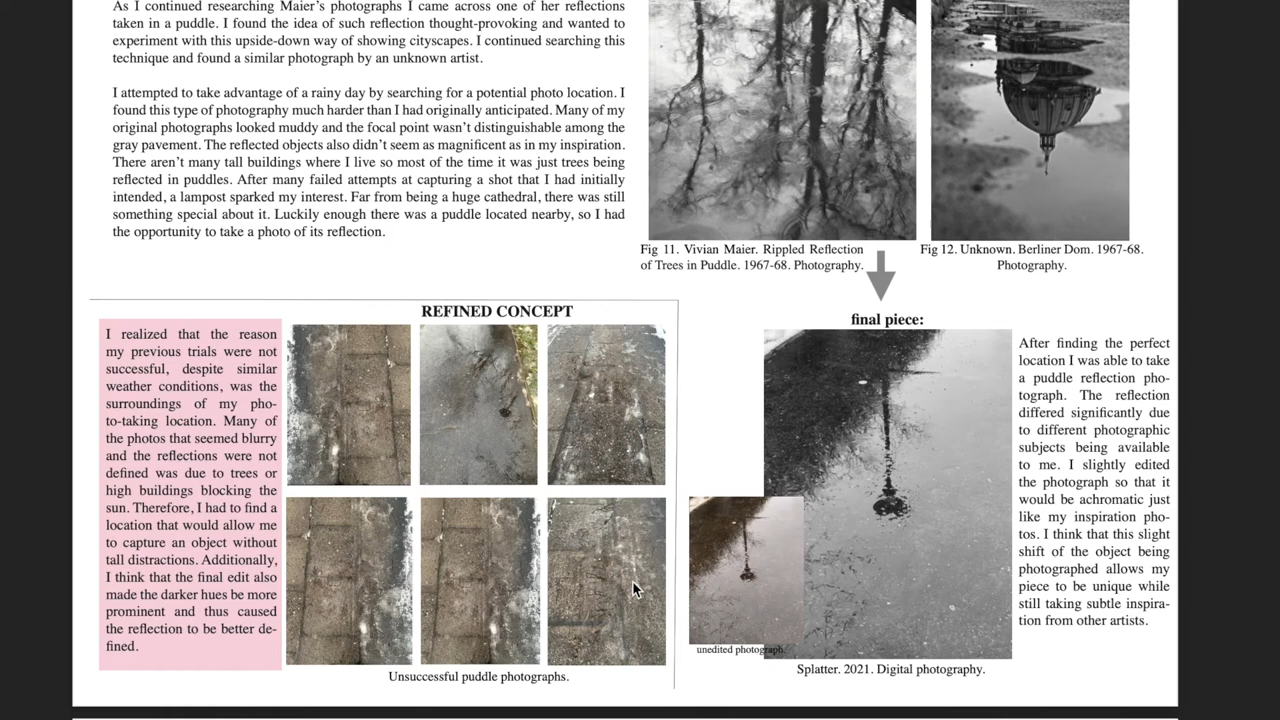 As I continued researching Maier's photographs I came across one of her reflections
taken in a puddle. I found the idea of such reflection thought-provoking and wanted to
experiment with this upside-down way of showing cityscapes. I continued searching this
technique and found a similar photograph by an unknown artist.
I attempted to take advantage of a rainy day by searching for a potential photo location. I
found this type of photography much harder than I had originally anticipated. Many of my
original photographs looked muddy and the focal point wasn't distinguishable among the
gray pavement. The reflected objects also didn't seem as magnificent as in my inspiration.
There aren't many tall buildings where I live so most of the time it was just trees being
reflected in puddles. After many failed attempts at capturing a shot that I had initially
intended, a lampost sparked my interest. Far from being a huge cathedral, there was still
something special about it. Luckily enough there was a puddle located nearby, so I had
the opportunity to take a photo of its reflection.
Fig 11. Vivian Maier. Rippled Reflection
of Trees in Puddle. 1967-68. Photography.
Fig 12. Unknown. Berliner Dom. 1967-68.
Photography.
REFINED CONCEPT
I realized that the reason
my previous trials were not
successful, despite similar
weather conditions, was the
surroundings of my pho-
to-taking location. Many of
the photos that seemed blurry
and the reflections were not
defined was due to trees or
high buildings blocking the
sun. Therefore, I had to find a
location that would allow me
to capture an object without
tall distractions. Additionally,
I think that the final edit also
made the darker hues be more
prominent and thus caused
the reflection to be better de-
fined.
Unsuccessful puddle photographs.
final piece:
unedited photograph.
Splatter. 2021. Digital photography.
After finding the perfect
location I was able to take
a puddle reflection pho-
tograph. The reflection
differed significantly due
to different photographic
subjects being available
to me. I slightly edited
the photograph so that it
would be achromatic just
like my inspiration pho-
tos. I think that this slight
shift of the object being
photographed allows my
piece to be unique while
still taking subtle inspira-
tion from other artists.